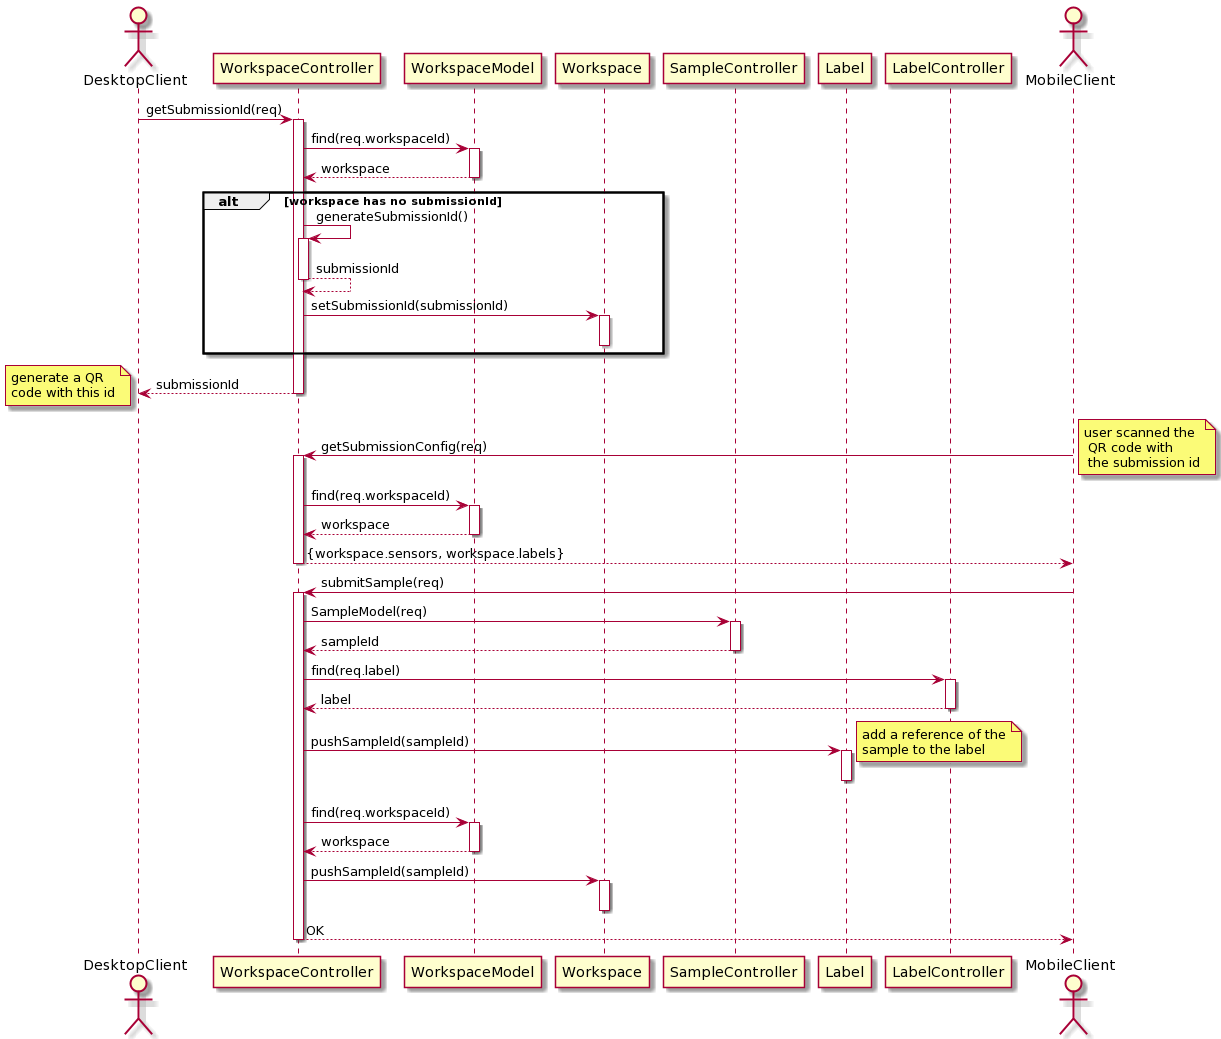 DesktopClient
WorkspaceController
WorkspaceModel
Workspace
SampleController
Label
LabelController
MobileClient
getSubmissionId(req)
find(req.workspaceId)
workspace
alt
[workspace has no submissionId]
generateSubmissionId()
submissionId
setSubmissionId(submissionId)
generate a QR
code with this id
submissionId
user scanned the
QR code with
the submission id
getSubmissionConfig(req)
find(req.workspaceId)
workspace
{workspace.sensors, workspace.labels}
submitSample(req)
SampleModel(req)
sampleId
find(req.label)
label
add a reference of the
sample to the label
pushSampleId(sampleId)
find(req.workspaceId)
workspace
pushSampleId(sampleId)
OK
DesktopClient
WorkspaceController
WorkspaceModel
Workspace
SampleController
Label
LabelController
MobileClient